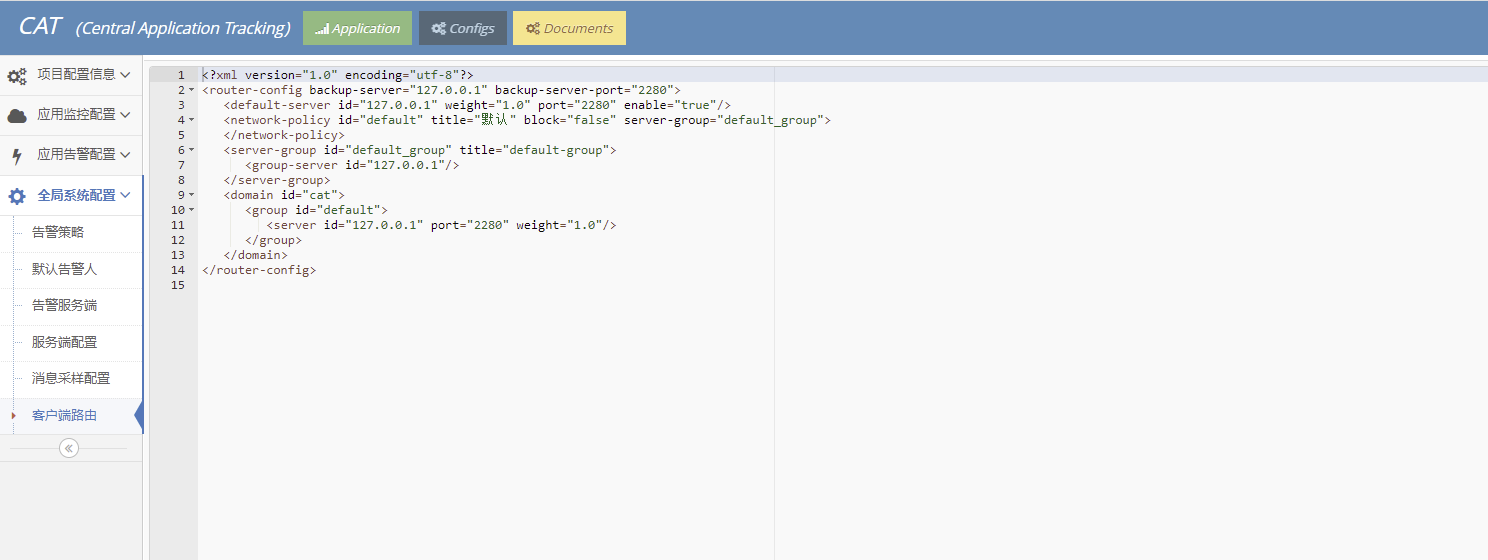 CAT (Central Application Tracking) Application Configs Documents
项目配置信息
应用监控配置
应用告警配置
全局系统配置
告警策略
默认告警人
告警服务端
服务端配置
消息采样配置
客户端路由
1 <?xml version="1.0" encoding="utf-8"?>
2 <router-config backup-server="127.0.0.1" backup-server-port="2280">
3 <default-server id="127.0.0.1" weight="1.0" port="2280" enable="true"/>
4 <network-policy id="default" title="默认" block="false" server-group="default_group">
5 </network-policy>
6 <server-group id="default_group" title="default-group">
7 <group-server id="127.0.0.1"/>
8 </server-group>
9 <domain id="cat">
10 <group id="default">
11 <server id="127.0.0.1" port="2280" weight="1.0"/>
12 </group>
13 </domain>
14 </router-config>
15